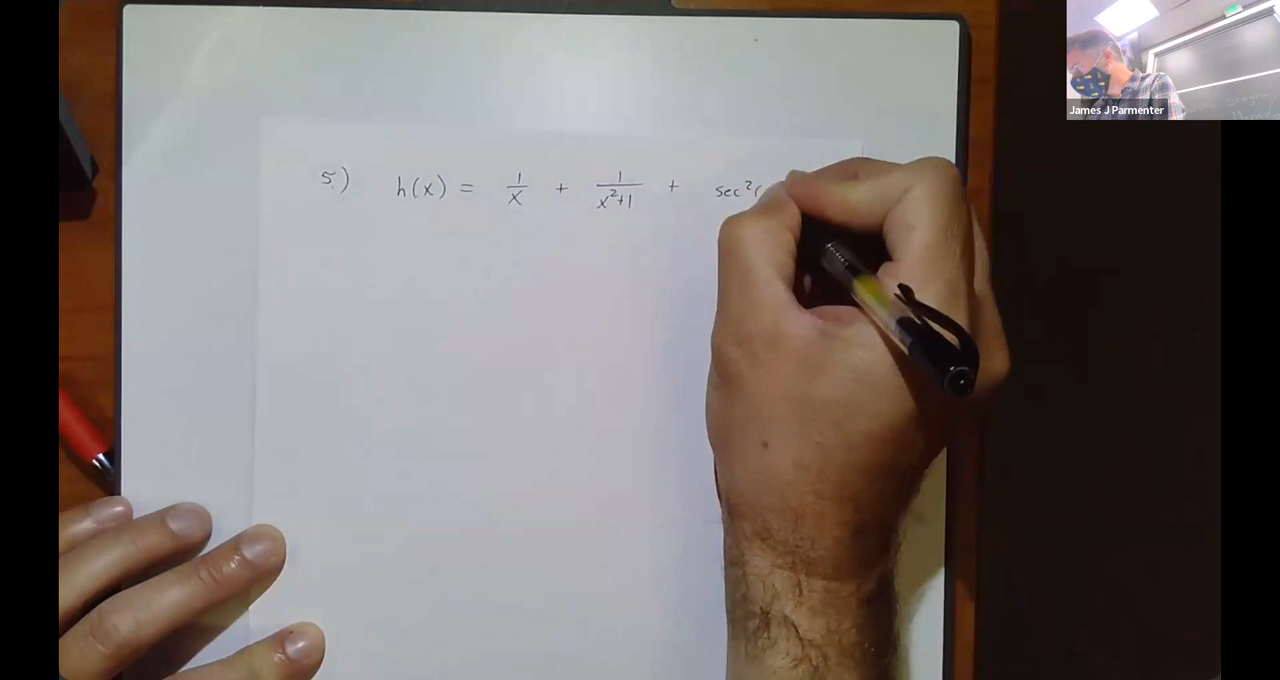 James J Parmenter
5.) h(x) = 1/x + 1/(x²+1) + sec²(